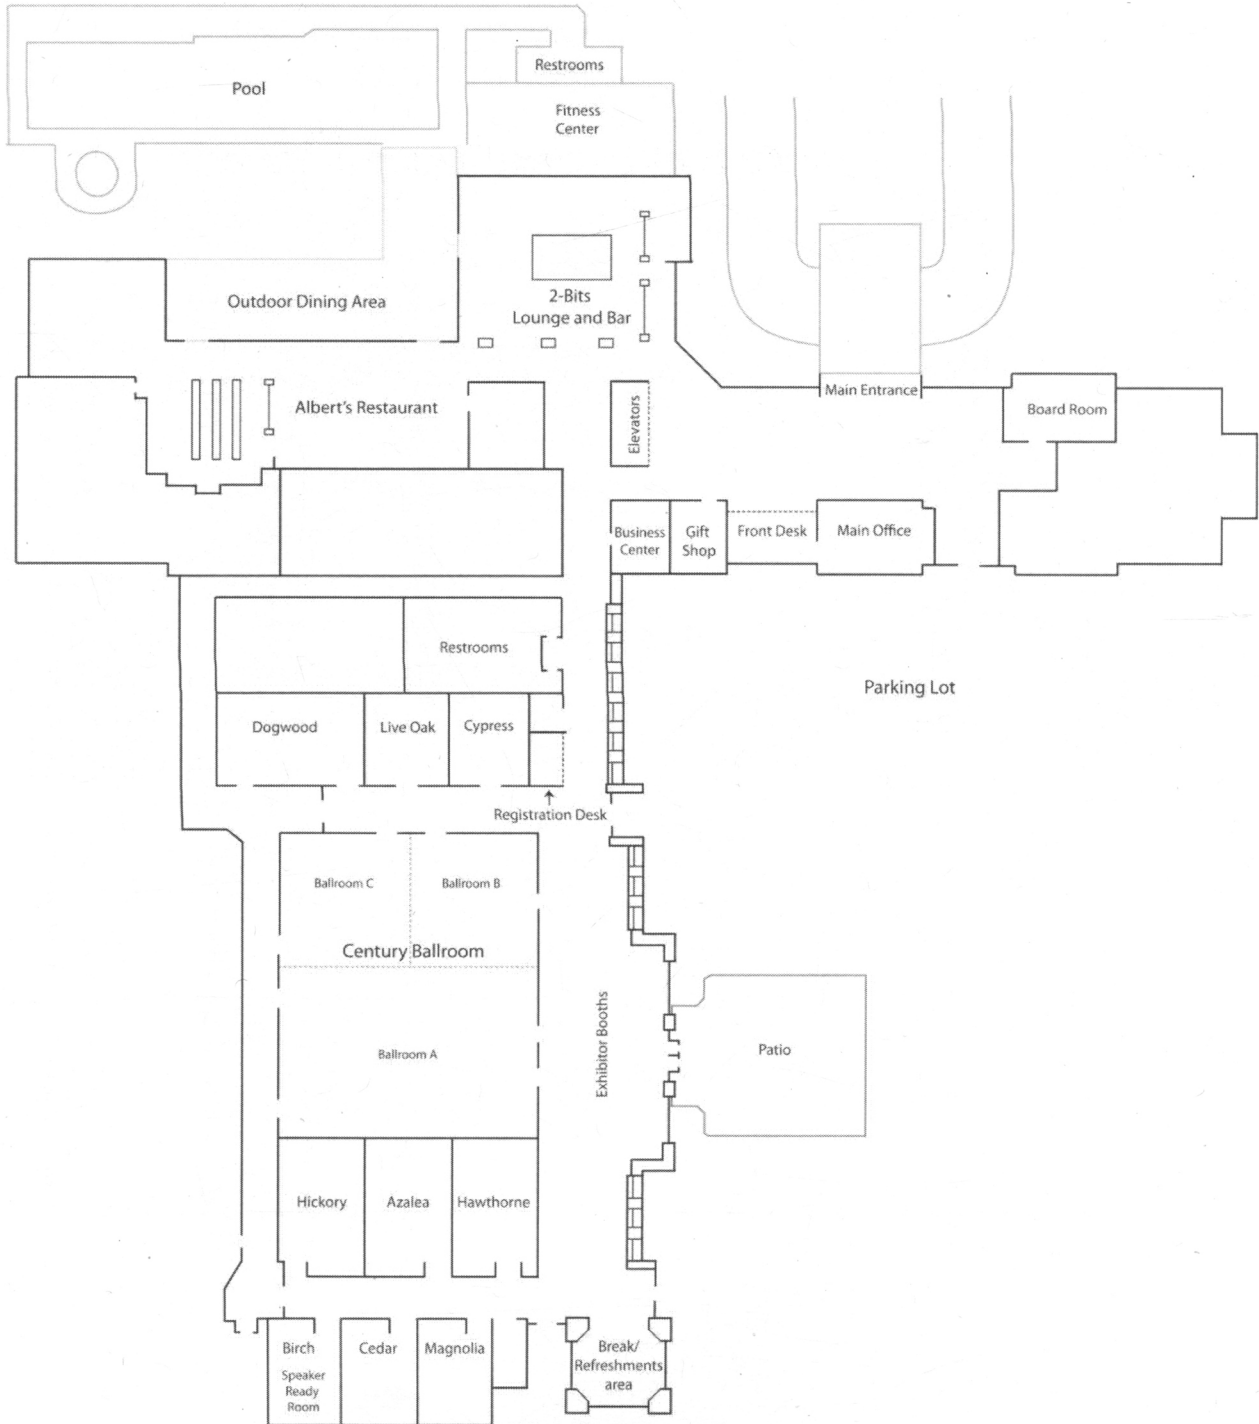 Restrooms
Pool
Fitness
Center
Outdoor Dining Area
2-Bits
Lounge and Bar
Main Entrance
Albert's Restaurant
Elevators
Board Room
Business
Center
Gift
Shop
Front Desk
Main Office
Restrooms
Parking Lot
Dogwood
Live Oak
Cypress
Registration Desk
Ballroom C
Ballroom B
Century Ballroom
Exhibitor Booths
Ballroom A
Patio
Hickory
Azalea
Hawthorne
Birch
Speaker
Ready
Room
Cedar
Magnolia
Break/
Refreshments
area